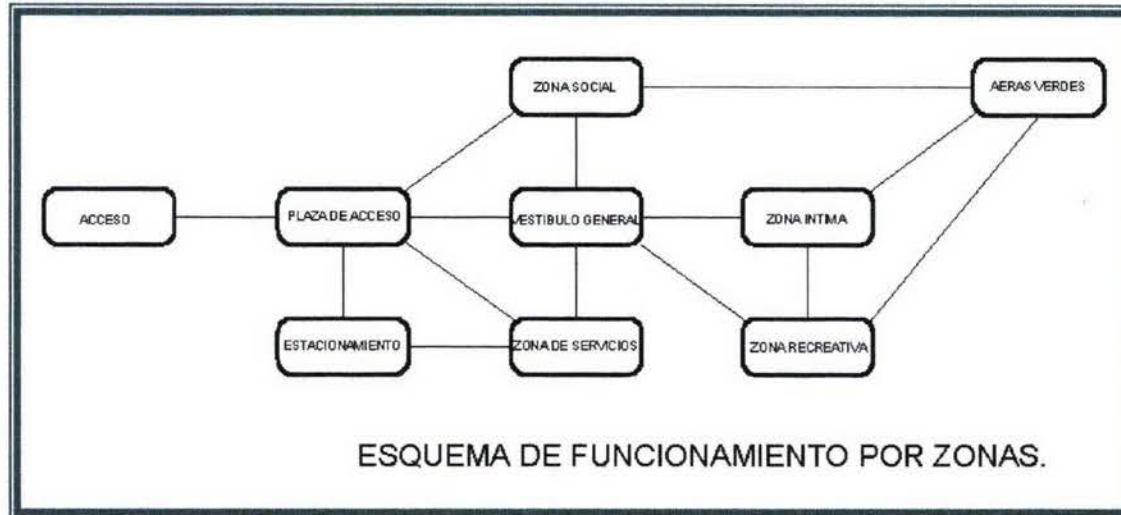 ZONA SOCIAL
AERAS VERDES
ACCESO
PLAZA DE ACCESO
VESTIBULO GENERAL
ZONA INTIMA
ESTACIONAMIENTO
ZONA DE SERVICIOS
ZONA RECREATIVA
ESQUEMA DE FUNCIONAMIENTO POR ZONAS.